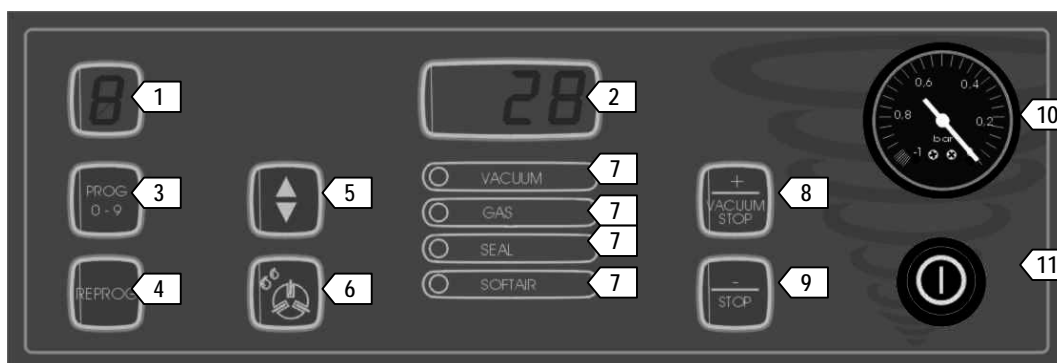 8
1
28
2
0,6
0,4
0,8
0,2
bar
-1
10
PROG
0 - 9
3
5
VACUUM
7
GAS
7
SEAL
7
SOFTAIR
7
+
VACUUM
STOP
8
REPROG
4
6
-
STOP
9
11